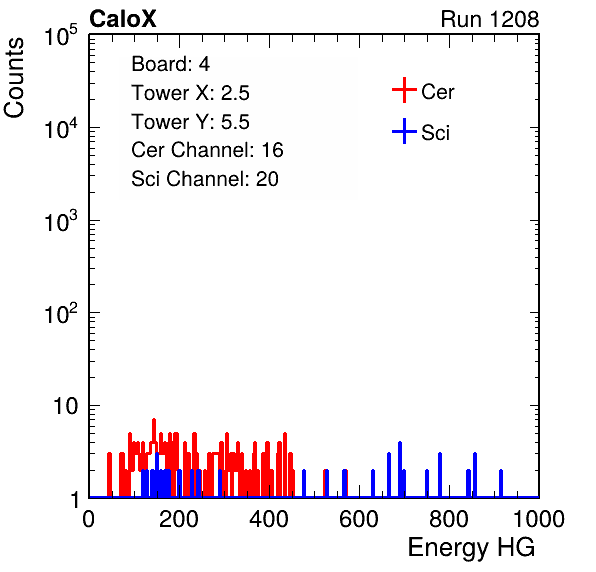 CaloX Run 1208
Counts
10^5
10^4
10^3
10^2
10
1
Board: 4
Tower X: 2.5
Tower Y: 5.5
Cer Channel: 16
Sci Channel: 20
Cer
Sci
0 200 400 600 800 1000
Energy HG